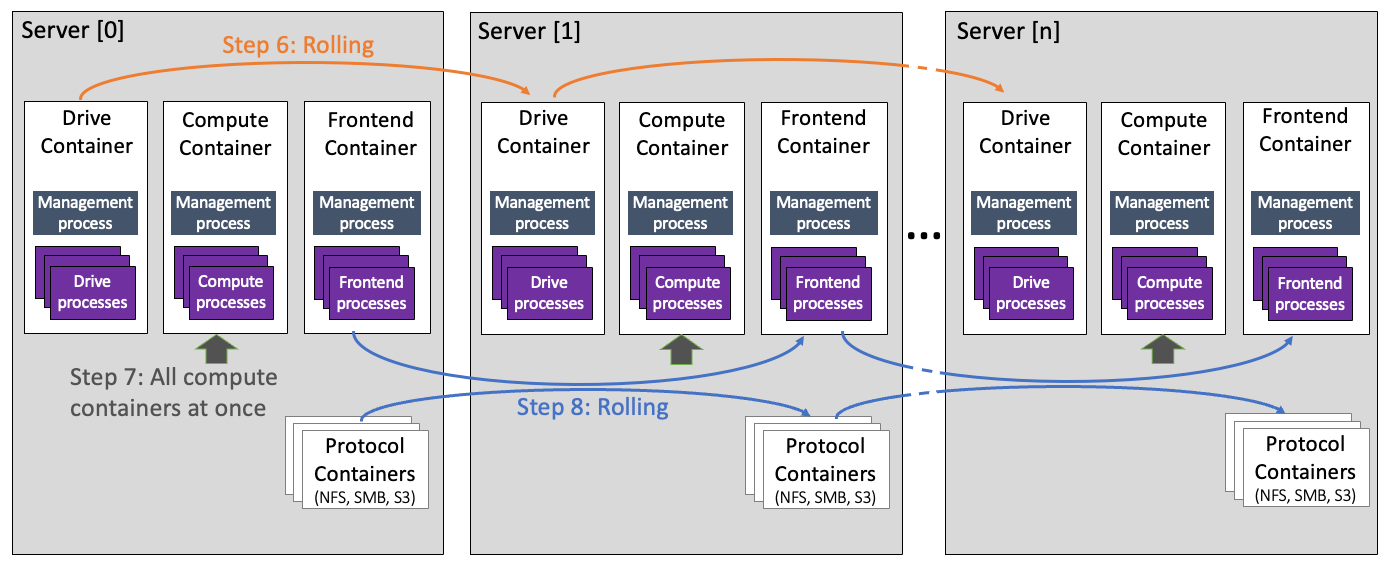 Server [0]
Server [1]
Server [n]
Step 6: Rolling
Drive
Container
Compute
Container
Frontend
Container
Drive
Container
Compute
Container
Frontend
Container
Drive
Container
Compute
Container
Frontend
Container
Management
process
Management
process
Management
process
Management
process
Management
process
Management
process
Management
process
Management
process
Management
process
...
Drive
processes
Compute
processes
Frontend
processes
Drive
processes
Compute
processes
Frontend
processes
Drive
processes
Compute
processes
Frontend
processes
Step 7: All compute
containers at once
Step 8: Rolling
Protocol
Containers
(NFS, SMB, S3)
Protocol
Containers
(NFS, SMB, S3)
Protocol
Containers
(NFS, SMB, S3)